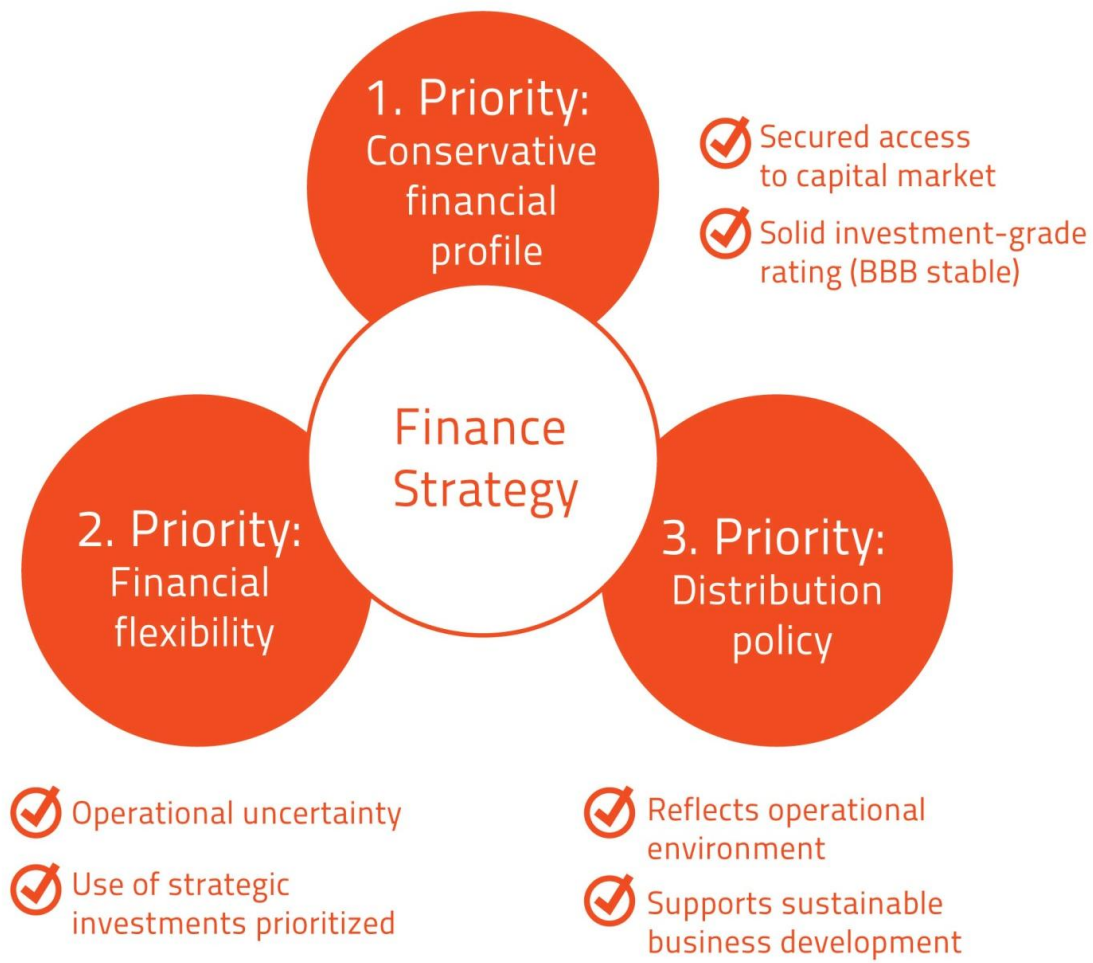 1. Priority:
Conservative
financial
profile
Secured access
to capital market
Solid investment-grade
rating (BBB stable)
Finance
Strategy
2. Priority:
Financial
flexibility
3. Priority:
Distribution
policy
Operational uncertainty
Use of strategic
investments prioritized
Reflects operational
environment
Supports sustainable
business development